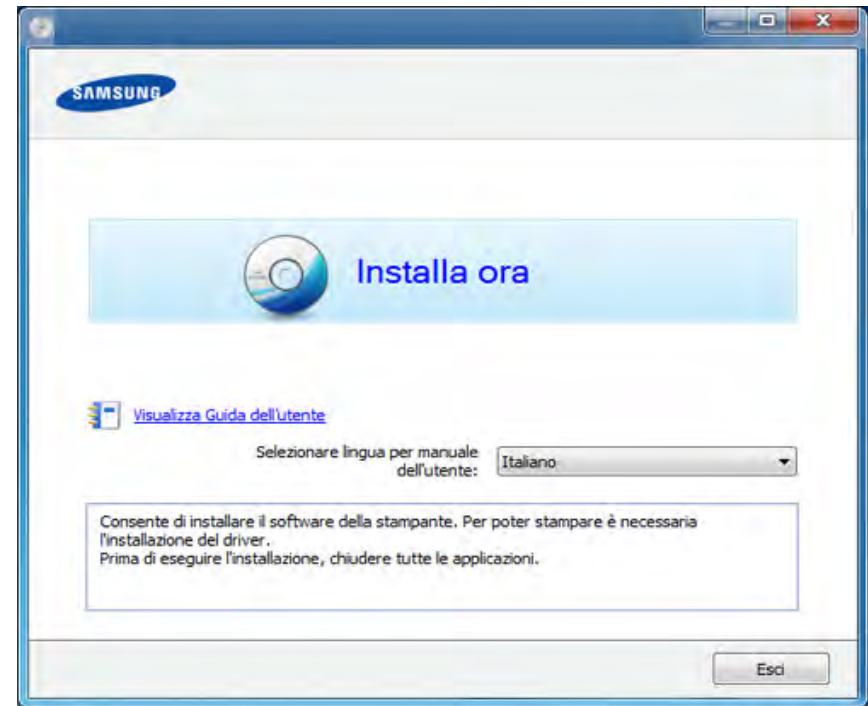 SAMSUNG
Installa ora
Visualizza Guida dell'utente
Selezionare lingua per manuale
dell'utente:
Italiano
Consente di installare il software della stampante. Per poter stampare è necessaria
l'installazione del driver.
Prima di eseguire l'installazione, chiudere tutte le applicazioni.
Esci